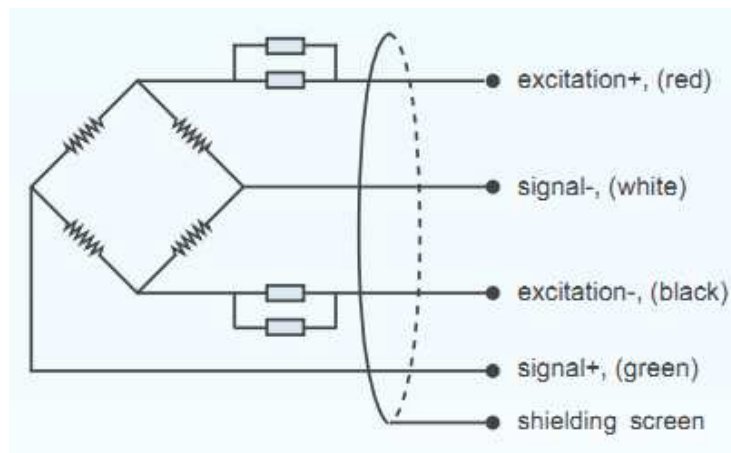 excitation+, (red)
signal-, (white)
excitation-, (black)
signal+, (green)
shielding screen